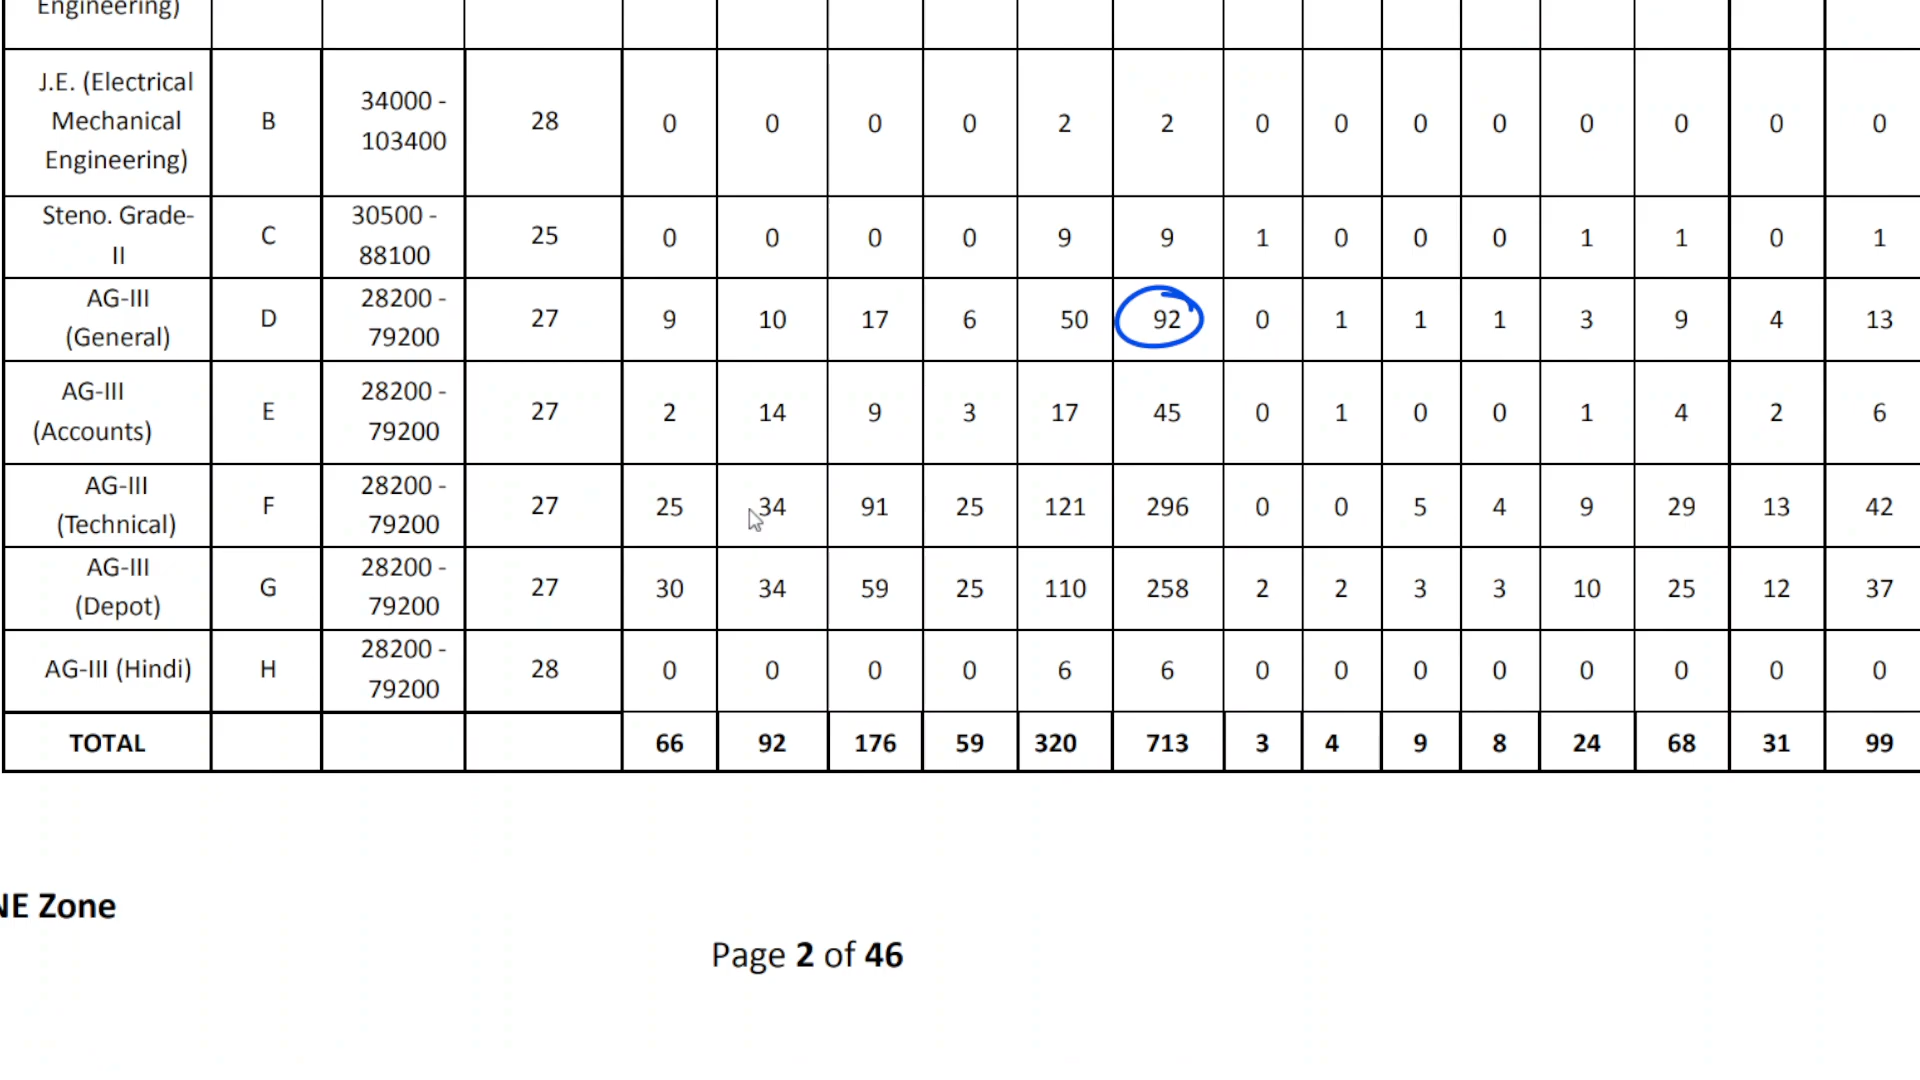 Engineering)
J.E. (Electrical Mechanical Engineering) B 34000 - 103400 28 0 0 0 0 2 2 0 0 0 0 0 0 0 0
Steno. Grade-II C 30500 - 88100 25 0 0 0 0 9 9 1 0 0 0 1 1 0 1
AG-III (General) D 28200 - 79200 27 9 10 17 6 50 92 0 1 1 1 3 9 4 13
AG-III (Accounts) E 28200 - 79200 27 2 14 9 3 17 45 0 1 0 0 1 4 2 6
AG-III (Technical) F 28200 - 79200 27 25 34 91 25 121 296 0 0 5 4 9 29 13 42
AG-III (Depot) G 28200 - 79200 27 30 34 59 25 110 258 2 2 3 3 10 25 12 37
AG-III (Hindi) H 28200 - 79200 28 0 0 0 0 6 6 0 0 0 0 0 0 0 0
TOTAL 66 92 176 59 320 713 3 4 9 8 24 68 31 99
NE Zone
Page 2 of 46